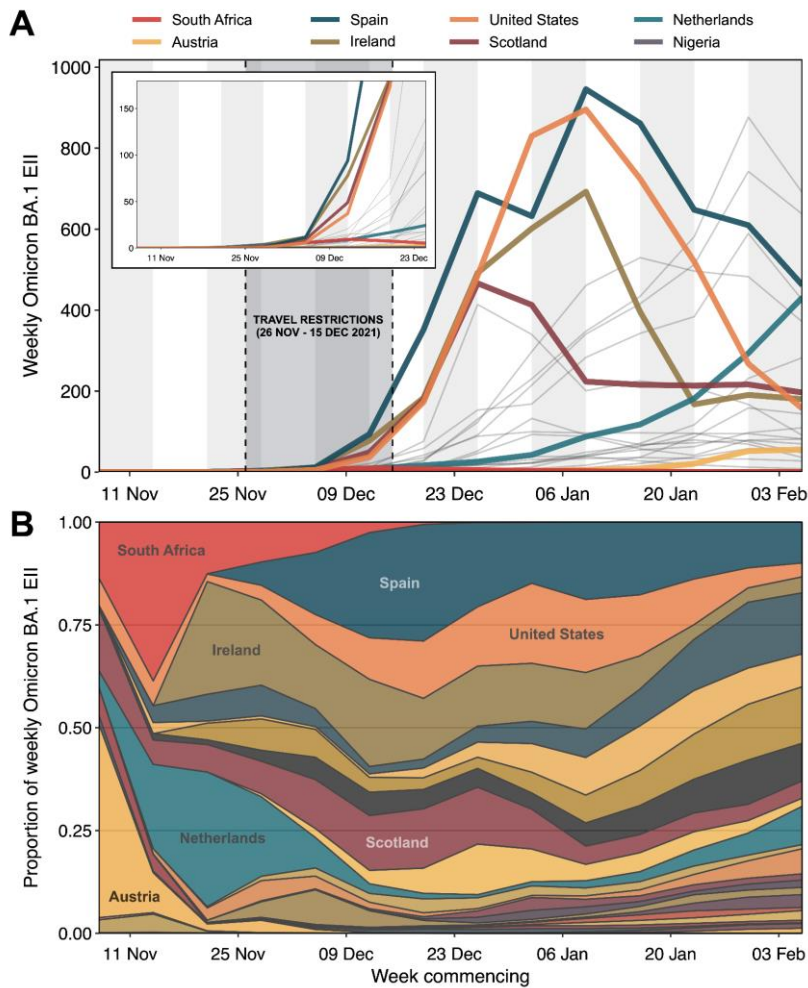 A
South Africa Spain United States Netherlands
Austria Ireland Scotland Nigeria
Weekly Omicron BA.1 EII
1000
800
600
400
200
0
150
100
50
0
11 Nov 25 Nov 09 Dec 23 Dec
TRAVEL RESTRICTIONS
(26 NOV - 15 DEC 2021)
11 Nov 25 Nov 09 Dec 23 Dec 06 Jan 20 Jan 03 Feb
B
Proportion of weekly Omicron BA.1 EII
1.00
0.75
0.50
0.25
0.00
South Africa
Spain
United States
Ireland
Netherlands
Scotland
Austria
11 Nov 25 Nov 09 Dec 23 Dec 06 Jan 20 Jan 03 Feb
Week commencing